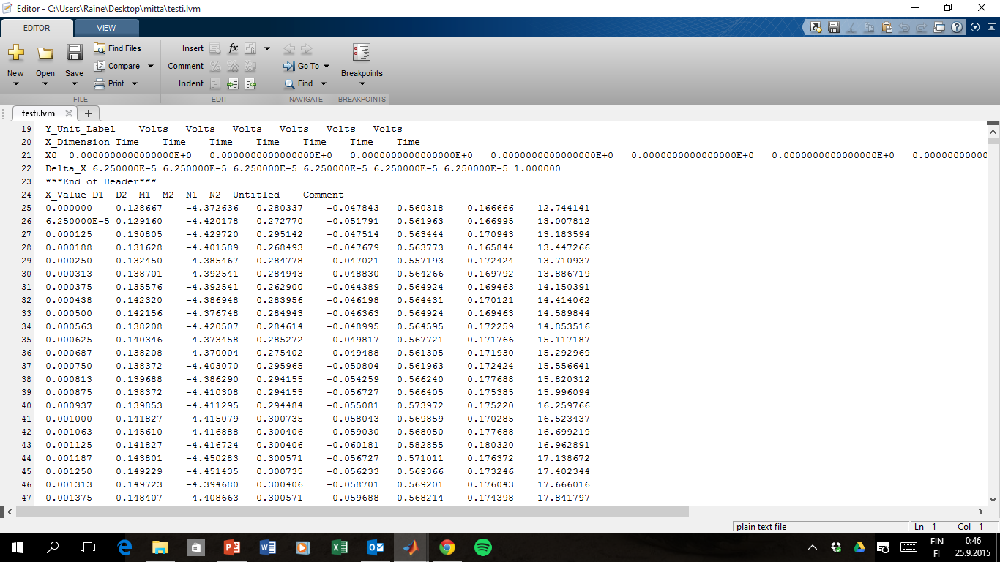 Editor - C:\Users\Raine\Desktop\mitta\testi.lvm
EDITOR VIEW
New Open Save Find Files Compare Print
Insert fx
Comment
Indent
Go To
Find
Breakpoints
FILE EDIT NAVIGATE BREAKPOINTS
testi.lvm
19 Y_Unit_Label Volts Volts Volts Volts Volts Volts
20 X_Dimension Time Time Time Time Time Time Time
21 X0 0.0000000000000000E+0 0.0000000000000000E+0 0.0000000000000000E+0 0.0000000000000000E+0 0.0000000000000000E+0 0.0000000000000000E+0 0.00000000000
22 Delta_X 6.250000E-5 6.250000E-5 6.250000E-5 6.250000E-5 6.250000E-5 6.250000E-5 1.000000
23 ***End_of_Header***
24 X_Value D1 D2 M1 M2 N1 N2 Untitled Comment
25 0.000000 0.128667 -4.372636 0.280337 -0.047843 0.560318 0.166666 12.744141
26 6.250000E-5 0.129160 -4.420178 0.272770 -0.051791 0.561963 0.166995 13.007812
27 0.000125 0.130805 -4.429720 0.295142 -0.047514 0.563444 0.170943 13.183594
28 0.000188 0.131628 -4.401589 0.268493 -0.047679 0.563773 0.165844 13.447266
29 0.000250 0.132450 -4.385467 0.284778 -0.047021 0.557193 0.172424 13.710937
30 0.000313 0.138701 -4.392541 0.284943 -0.048830 0.564266 0.169792 13.886719
31 0.000375 0.135576 -4.392541 0.262900 -0.044389 0.564924 0.169463 14.150391
32 0.000438 0.142320 -4.386948 0.283956 -0.046198 0.564431 0.170121 14.414062
33 0.000500 0.142156 -4.376748 0.284943 -0.046363 0.564924 0.169463 14.589844
34 0.000563 0.138208 -4.420507 0.284614 -0.048995 0.564595 0.172259 14.853516
35 0.000625 0.140346 -4.373458 0.285272 -0.049817 0.567721 0.171766 15.117187
36 0.000687 0.138208 -4.370004 0.275402 -0.049488 0.561305 0.171930 15.292969
37 0.000750 0.138372 -4.403070 0.295965 -0.050804 0.561963 0.172424 15.556641
38 0.000813 0.139688 -4.386290 0.294155 -0.054259 0.566240 0.177688 15.820312
39 0.000875 0.138372 -4.410308 0.294155 -0.056727 0.566405 0.175385 15.996094
40 0.000937 0.139853 -4.411295 0.294484 -0.055081 0.573972 0.175220 16.259766
41 0.001000 0.141827 -4.415079 0.300735 -0.058043 0.569859 0.170285 16.523437
42 0.001063 0.145610 -4.416888 0.300406 -0.059030 0.568050 0.177688 16.699219
43 0.001125 0.141827 -4.416724 0.300406 -0.060181 0.582855 0.180320 16.962891
44 0.001187 0.143801 -4.450283 0.300571 -0.056727 0.571011 0.176372 17.138672
45 0.001250 0.149229 -4.451435 0.300735 -0.056233 0.569366 0.173246 17.402344
46 0.001313 0.149723 -4.394680 0.300406 -0.058701 0.569201 0.176043 17.666016
47 0.001375 0.148407 -4.408663 0.300571 -0.059688 0.568214 0.174398 17.841797
plain text file Ln 1 Col 1
FIN 0:46
FI 25.9.2015